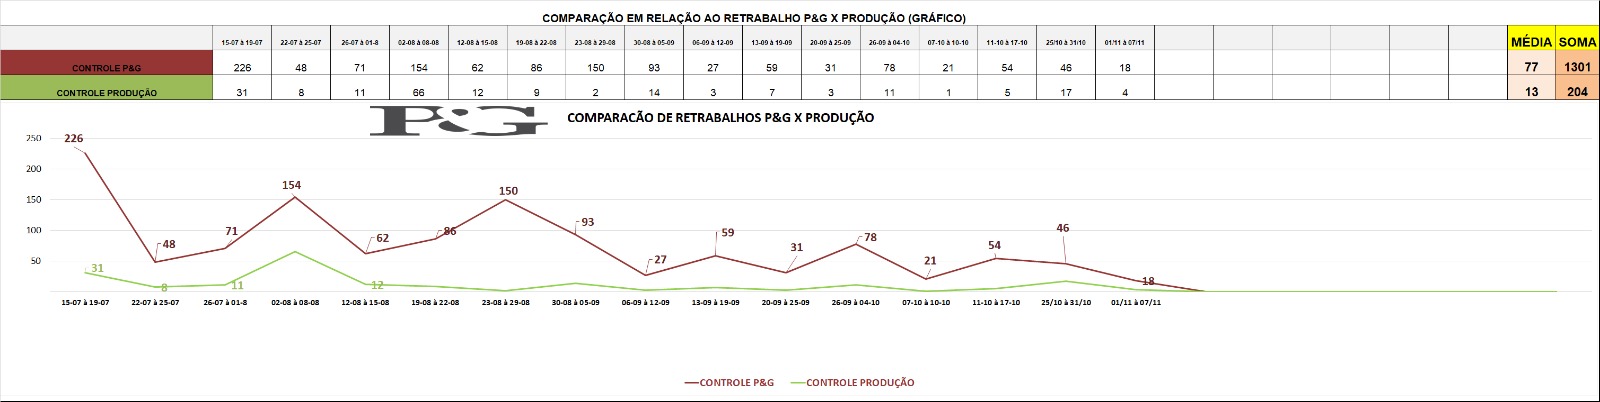 COMPARAÇÃO EM RELAÇÃO AO RETRABALHO P&G X PRODUÇÃO (GRÁFICO)
15-07 à 19-07 22-07 à 25-07 26-07 à 01-8 02-08 à 08-08 12-08 à 15-08 19-08 à 22-08 23-08 à 29-08 30-08 à 05-09 06-09 à 12-09 13-09 à 19-09 20-09 à 25-09 26-09 à 04-10 07-10 à 10-10 11-10 à 17-10 25/10 à 31/10 01/11 à 07/11 MÉDIA SOMA
CONTROLE P&G 226 48 71 154 62 86 150 93 27 59 31 78 21 54 46 18 77 1301
CONTROLE PRODUÇÃO 31 8 11 66 12 9 2 14 3 7 3 11 1 5 17 4 13 204
P&G
COMPARACÃO DE RETRABALHOS P&G X PRODUÇÃO
250
200
150
100
50
226 48 71 154 62 86 150 93 27 59 31 78 21 54 46 18
31 8 11 12
15-07 à 19-07 22-07 à 25-07 26-07 à 01-8 02-08 à 08-08 12-08 à 15-08 19-08 à 22-08 23-08 à 29-08 30-08 à 05-09 06-09 à 12-09 13-09 à 19-09 20-09 à 25-09 26-09 à 04-10 07-10 à 10-10 11-10 à 17-10 25/10 à 31/10 01/11 à 07/11
CONTROLE P&G CONTROLE PRODUÇÃO